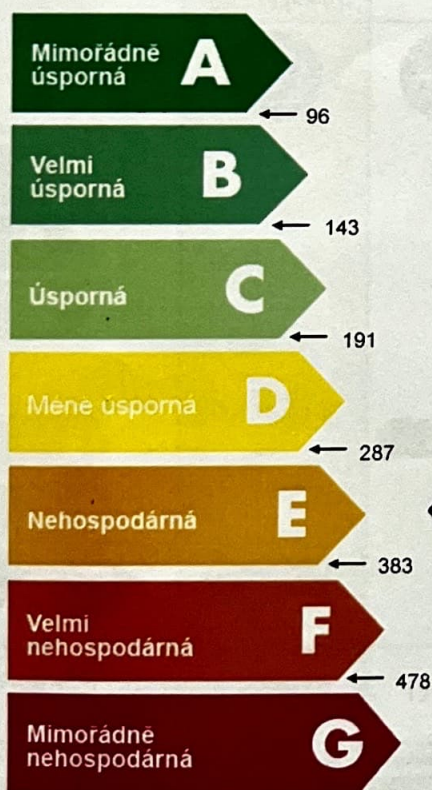 Mimořádně
úsporná
A
96
Velmi
úsporná
B
143
Úsporná
C
191
Méně úsporná
D
287
Nehospodárná
E
383
Velmi
nehospodárná
F
478
Mimořádně
nehospodárná
G